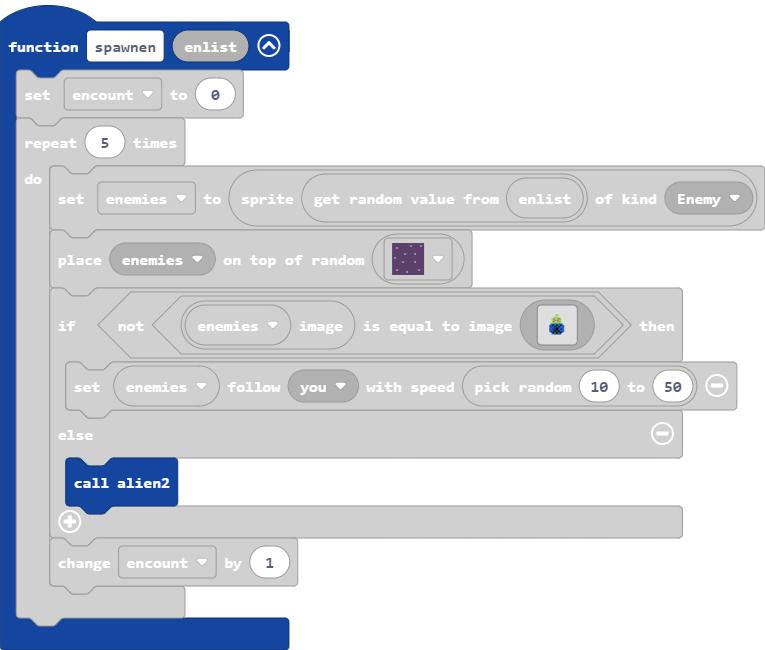 function spawnen enlist
set encount to 0
repeat 5 times
do
set enemies to sprite get random value from enlist of kind Enemy
place enemies on top of random
if not enemies image is equal to image then
set enemies follow you with speed pick random 10 to 50
else
call alien2
change encount by 1